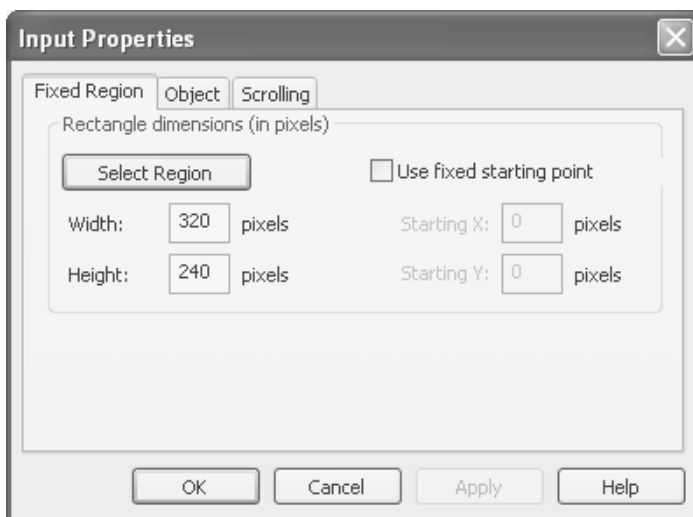 Input Properties
Fixed Region Object Scrolling
Rectangle dimensions (in pixels)
Select Region Use fixed starting point
Width: 320 pixels Starting X: 0 pixels
Height: 240 pixels Starting Y: 0 pixels
OK Cancel Apply Help